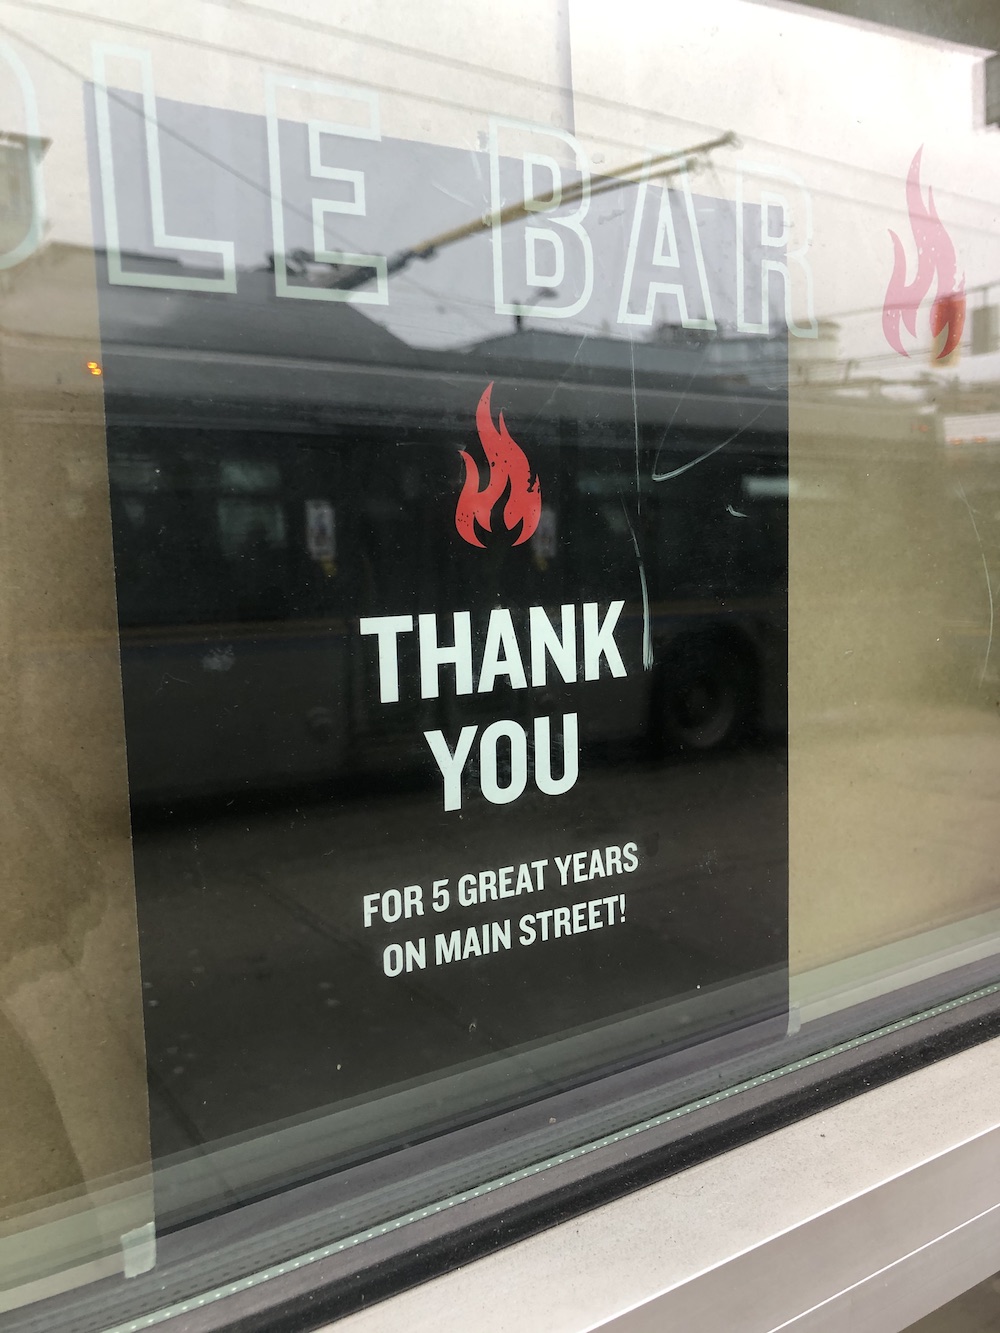 LE BAR
THANK
YOU
FOR 5 GREAT YEARS
ON MAIN STREET!